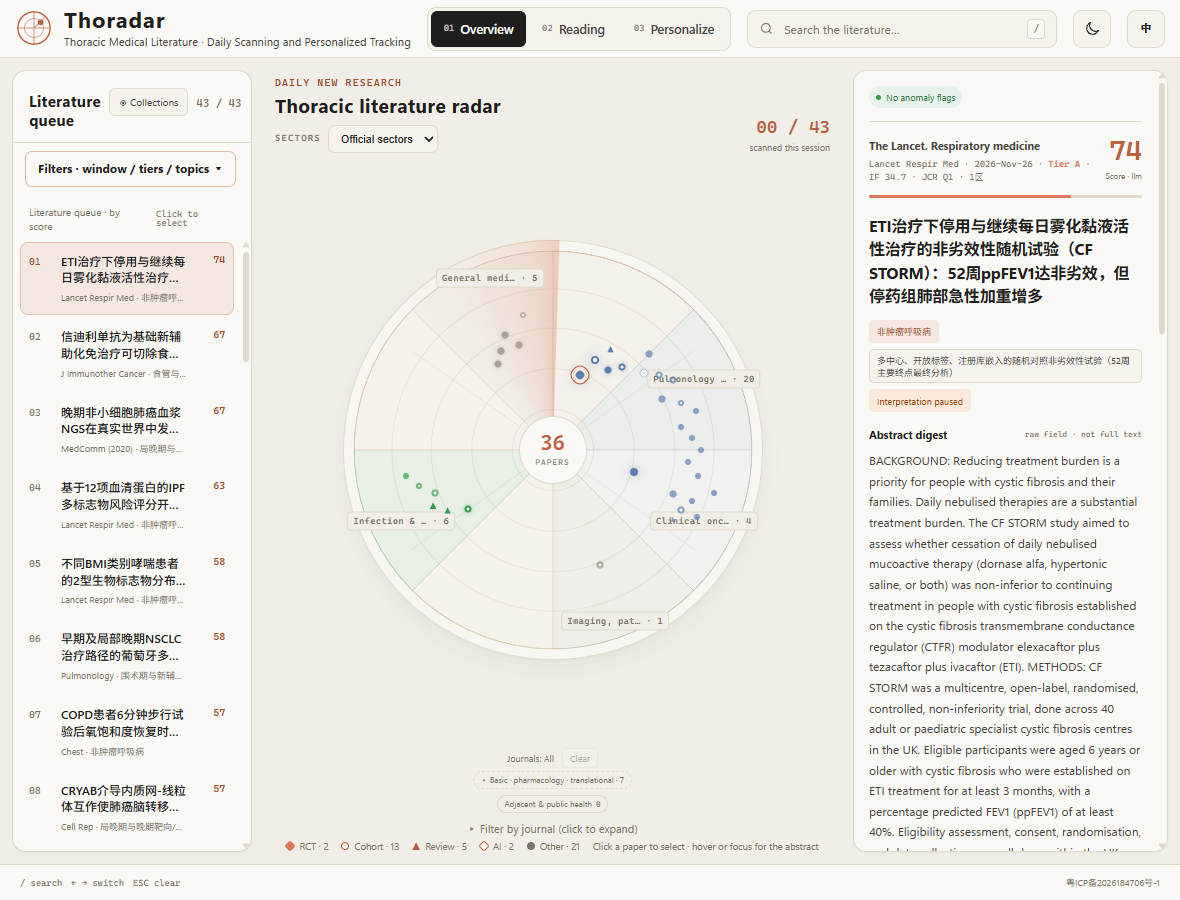 Thoradar
Thoracic Medical Literature · Daily Scanning and Personalized Tracking
01 Overview
02 Reading
03 Personalize
Search the literature...
/
中
Literature queue
◈ Collections
43 / 43
Filters · window / tiers / topics
Literature queue · by score
Click to select
01
ETI治疗下停用与继续每
日雾化黏液活性治疗…
74
Lancet Respir Med · 非肿瘤呼…
02
信迪利单抗为基础新辅
助化免治疗可切除食…
67
J Immunother Cancer · 食管与…
03
晚期非小细胞肺癌血浆
NGS在真实世界中发…
67
MedComm (2020) · 局晚期与…
04
基于12项血清蛋白的IPF
多标志物风险评分开…
63
Lancet Respir Med · 非肿瘤呼…
05
不同BMI类别哮喘患者
的2型生物标志物分布…
58
Lancet Respir Med · 非肿瘤呼…
06
早期及局部晚期NSCLC
治疗路径的葡萄牙多…
58
Pulmonology · 围术期与新辅…
07
COPD患者6分钟步行试
验后氧饱和度恢复时…
57
Chest · 非肿瘤呼吸病
08
CRYAB介导内质网-线粒
体互作使肺癌脑转移…
57
Cell Rep · 局晚期与晚期靶向/…
DAILY NEW RESEARCH
Thoracic literature radar
SECTORS
Official sectors
00 / 43
scanned this session
General medi… · 5
Pulmonology … · 20
36
PAPERS
Infection & … · 6
Clinical onc… · 4
Imaging, pat… · 1
Journals: All
Clear
Basic · pharmacology · translational · 7
Adjacent & public health 0
▸ Filter by journal (click to expand)
RCT · 2
Cohort · 13
Review · 5
AI · 2
Other · 21
Click a paper to select · hover or focus for the abstract
No anomaly flags
The Lancet. Respiratory medicine
Lancet Respir Med · 2026-Nov-26 · Tier A ·
IF 34.7 · JCR Q1 · 1区
74
Score · llm
ETI治疗下停用与继续每日雾化黏液活
性治疗的非劣效性随机试验（CF
STORM）：52周ppFEV1达非劣效，但
停药组肺部急性加重增多
非肿瘤呼吸病
多中心、开放标签、注册库嵌入的随机对照非劣效性试验（52周
主要终点最终分析）
Interpretation paused
Abstract digest
raw field · not full text
BACKGROUND: Reducing treatment burden is a
priority for people with cystic fibrosis and their
families. Daily nebulised therapies are a substantial
treatment burden. The CF STORM study aimed to
assess whether cessation of daily nebulised
mucoactive therapy (dornase alfa, hypertonic
saline, or both) was non-inferior to continuing
treatment in people with cystic fibrosis established
on the cystic fibrosis transmembrane conductance
regulator (CTFR) modulator elexacaftor plus
tezacaftor plus ivacaftor (ETI). METHODS: CF
STORM was a multicentre, open-label, randomised,
controlled, non-inferiority trial, done across 40
adult or paediatric specialist cystic fibrosis centres
in the UK. Eligible participants were aged 6 years or
older with cystic fibrosis who were established on
ETI treatment for at least 3 months, with a
percentage predicted FEV1 (ppFEV1) of at least
40%. Eligibility assessment, consent, randomisation,
/ search
← → switch
ESC clear
粤ICP备2026184706号-1